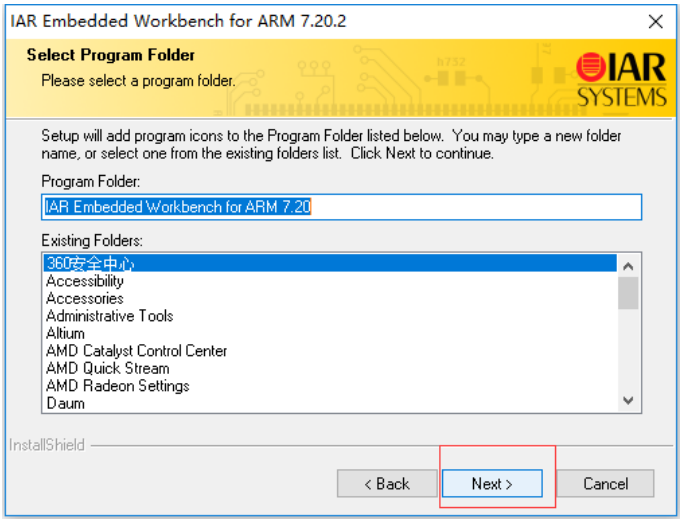 IAR Embedded Workbench for ARM 7.20.2
Select Program Folder
Please select a program folder.
b732
IAR
SYSTEMS
Setup will add program icons to the Program Folder listed below. You may type a new folder
name, or select one from the existing folders list. Click Next to continue.
Program Folder:
IAR Embedded Workbench for ARM 7.20
Existing Folders:
360安全中心
Accessibility
Accessories
Administrative Tools
Altium
AMD Catalyst Control Center
AMD Quick Stream
AMD Radeon Settings
Daum
InstallShield
< Back
Next >
Cancel